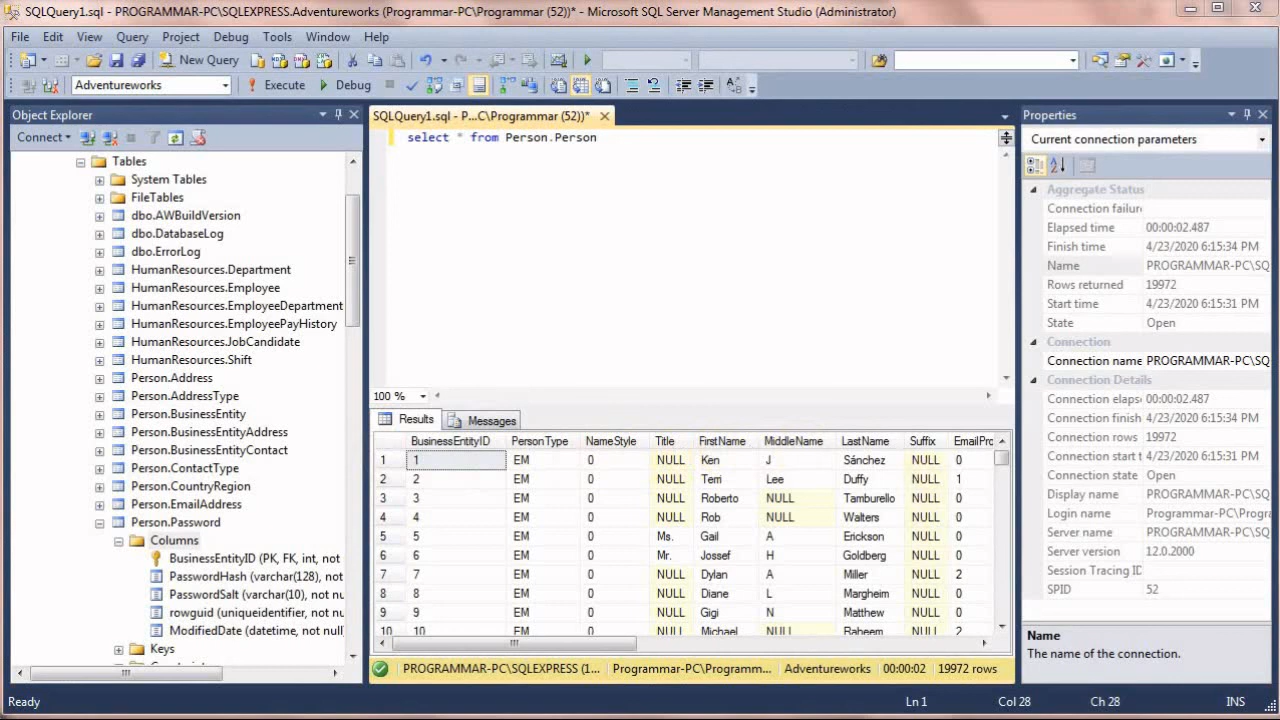 SQLQuery1.sql - PROGRAMMAR-PC\SQLEXPRESS.Adventureworks (Programmar-PC\Programmar (52))* - Microsoft SQL Server Management Studio (Administrator)
File Edit View Query Project Debug Tools Window Help
New Query
Adventureworks Execute Debug
Object Explorer
Connect
Tables
System Tables
FileTables
dbo.AWBuildVersion
dbo.DatabaseLog
dbo.ErrorLog
HumanResources.Department
HumanResources.Employee
HumanResources.EmployeeDepartment
HumanResources.EmployeePayHistory
HumanResources.JobCandidate
HumanResources.Shift
Person.Address
Person.AddressType
Person.BusinessEntity
Person.BusinessEntityAddress
Person.BusinessEntityContact
Person.ContactType
Person.CountryRegion
Person.EmailAddress
Person.Password
Columns
BusinessEntityID (PK, FK, int, not
PasswordHash (varchar(128), not
PasswordSalt (varchar(10), not nu
rowguid (uniqueidentifier, not nu
ModifiedDate (datetime, not null
Keys
SQLQuery1.sql - P...C\Programmar (52))*
select * from Person.Person
100 %
Results Messages
BusinessEntityID PersonType NameStyle Title FirstName MiddleName LastName Suffix EmailPro
1 1 EM 0 NULL Ken J Sánchez NULL 0
2 2 EM 0 NULL Terri Lee Duffy NULL 1
3 3 EM 0 NULL Roberto NULL Tamburello NULL 0
4 4 EM 0 NULL Rob NULL Walters NULL 0
5 5 EM 0 Ms. Gail A Erickson NULL 0
6 6 EM 0 Mr. Jossef H Goldberg NULL 0
7 7 EM 0 NULL Dylan A Miller NULL 2
8 8 EM 0 NULL Diane L Margheim NULL 0
9 9 EM 0 NULL Gigi N Matthew NULL 0
10 10 EM 0 NULL Michael NULL Raheem NULL 2
PROGRAMMAR-PC\SQLEXPRESS (1... Programmar-PC\Programm... Adventureworks 00:00:02 19972 rows
Properties
Current connection parameters
Aggregate Status
Connection failure
Elapsed time 00:00:02.487
Finish time 4/23/2020 6:15:34 PM
Name PROGRAMMAR-PC\SQ
Rows returned 19972
Start time 4/23/2020 6:15:31 PM
State Open
Connection
Connection name PROGRAMMAR-PC\SQ
Connection Details
Connection elaps 00:00:02.487
Connection finish 4/23/2020 6:15:34 PM
Connection rows 19972
Connection start t 4/23/2020 6:15:31 PM
Connection state Open
Display name PROGRAMMAR-PC\SQ
Login name Programmar-PC\Progra
Server name PROGRAMMAR-PC\SQ
Server version 12.0.2000
Session Tracing ID
SPID 52
Name
The name of the connection.
Ready Ln 1 Col 28 Ch 28 INS